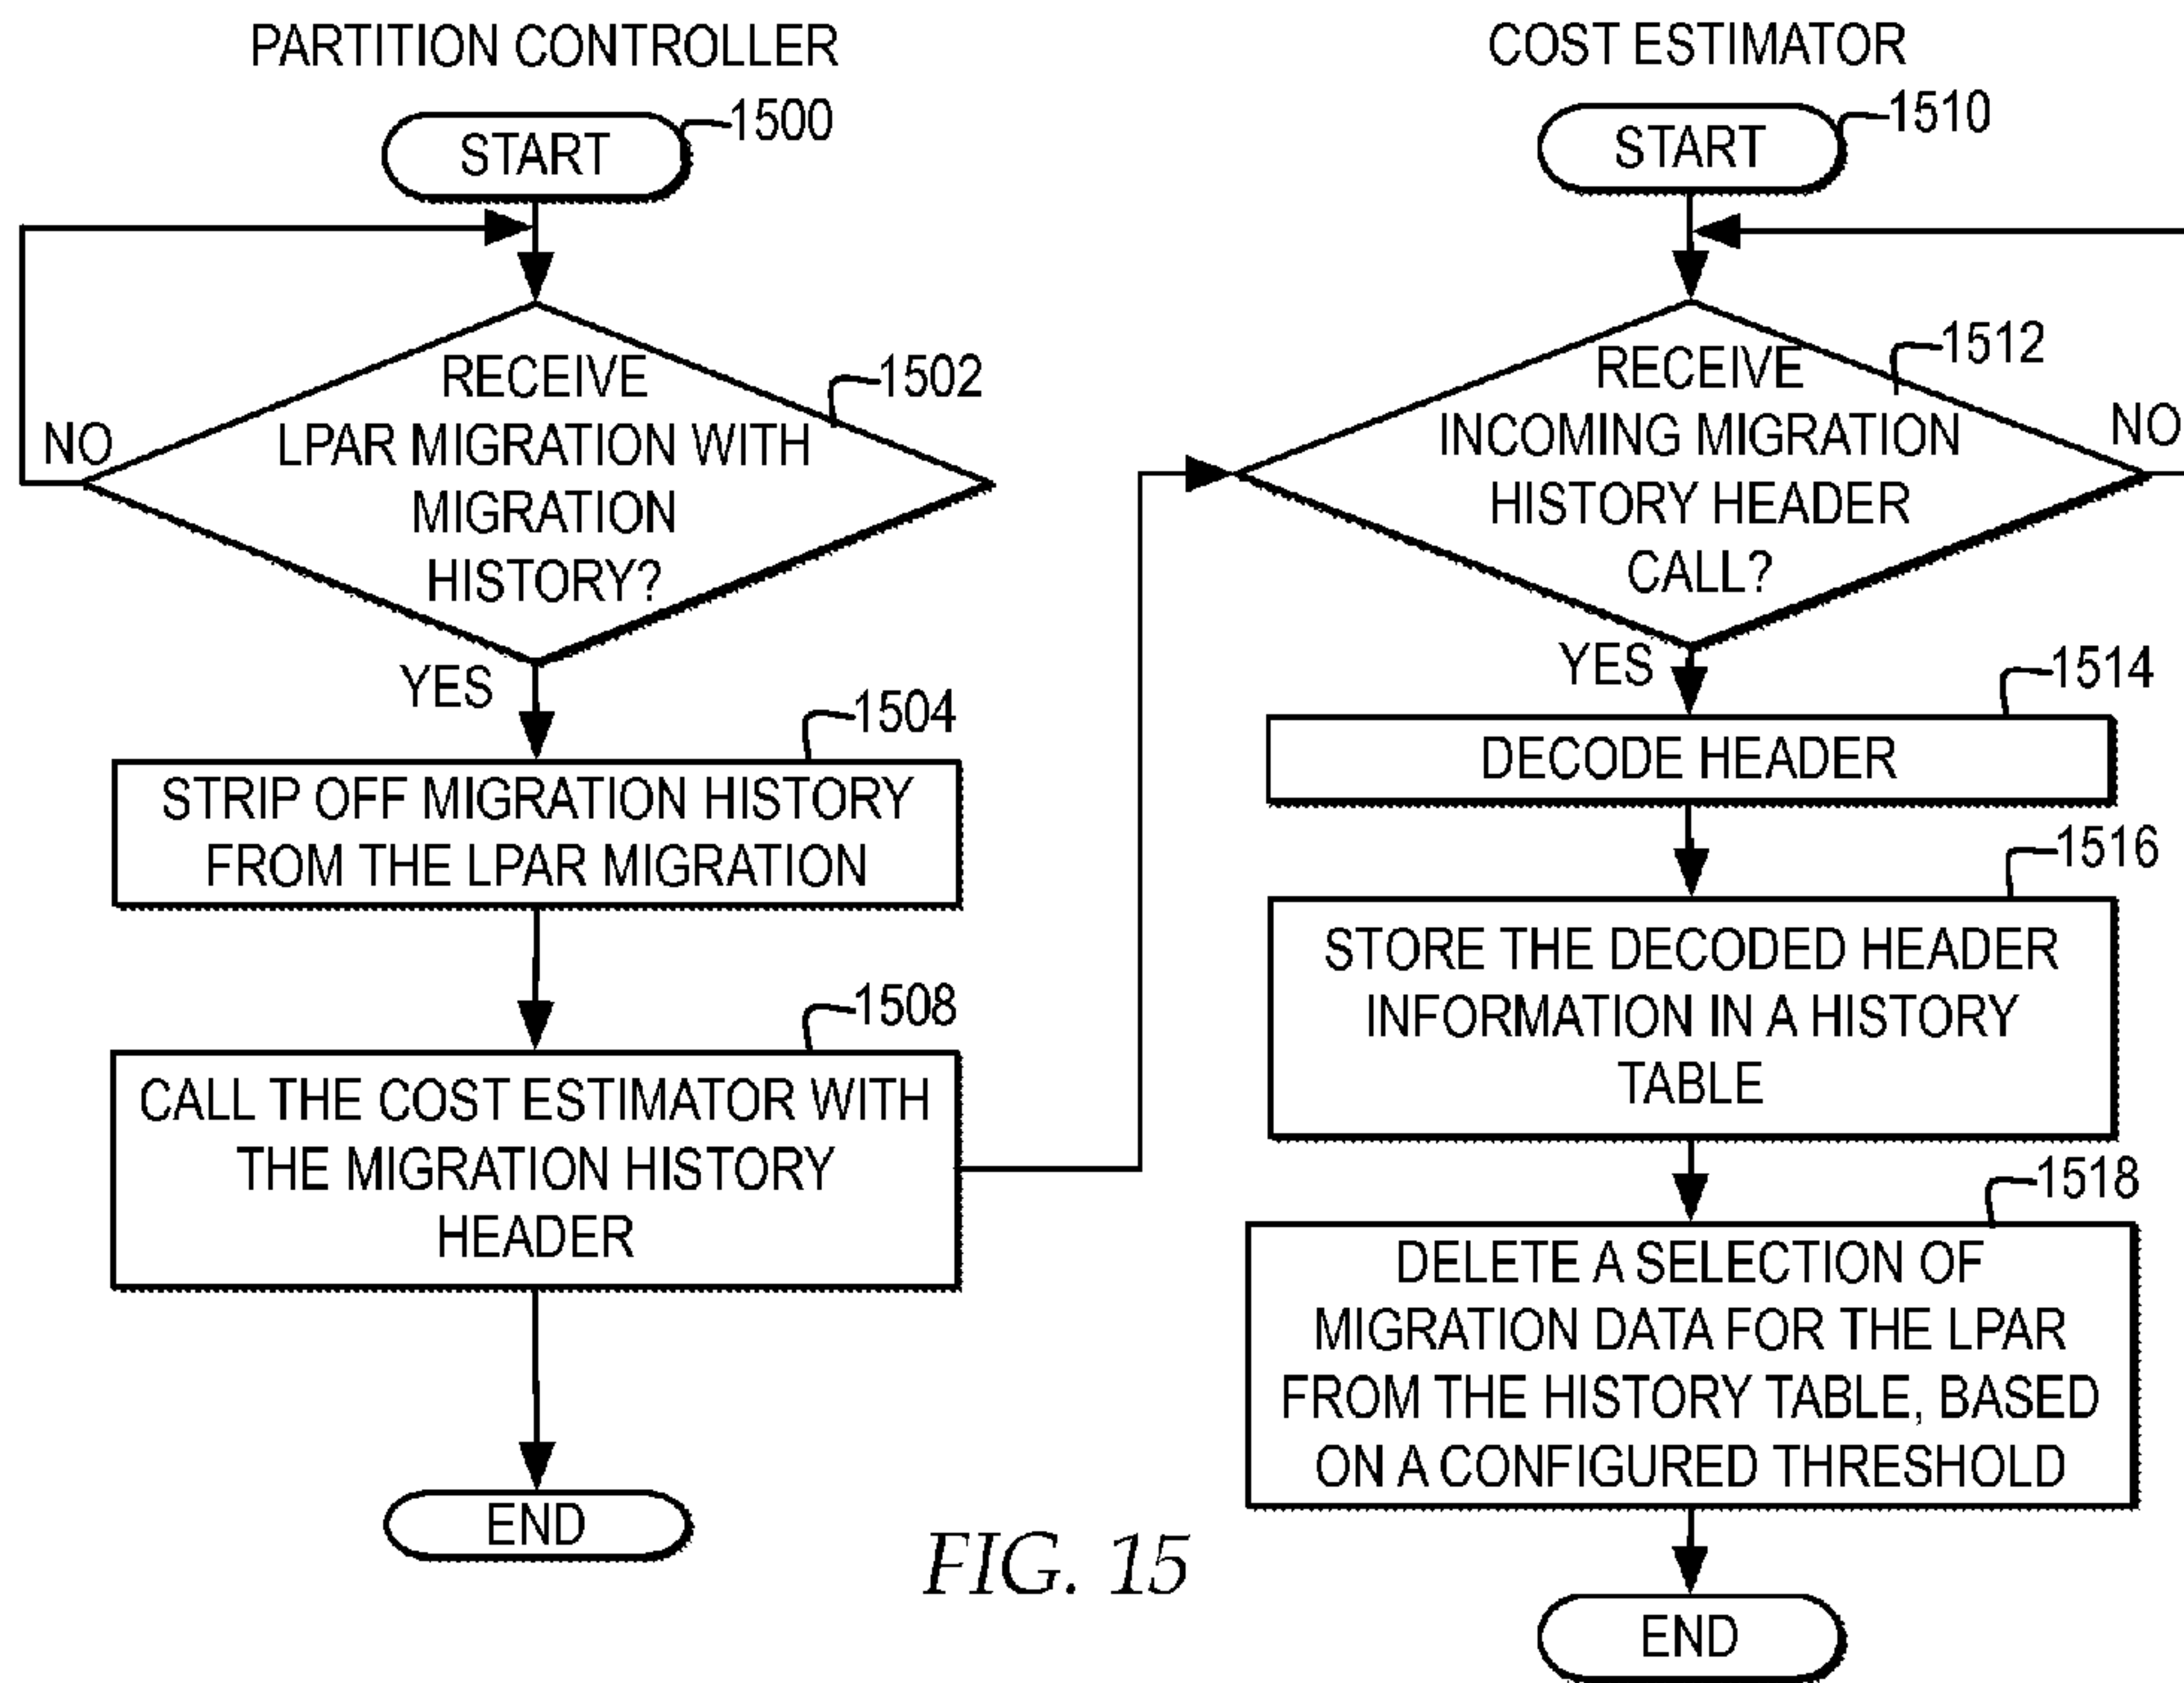 PARTITION CONTROLLER
START
1500
RECEIVE
LPAR MIGRATION WITH
MIGRATION
HISTORY?
1502
NO
YES
1504
STRIP OFF MIGRATION HISTORY
FROM THE LPAR MIGRATION
1508
CALL THE COST ESTIMATOR WITH
THE MIGRATION HISTORY
HEADER
END
COST ESTIMATOR
START
1510
RECEIVE
INCOMING MIGRATION
HISTORY HEADER
CALL?
1512
NO
YES
1514
DECODE HEADER
1516
STORE THE DECODED HEADER
INFORMATION IN A HISTORY
TABLE
1518
DELETE A SELECTION OF
MIGRATION DATA FOR THE LPAR
FROM THE HISTORY TABLE, BASED
ON A CONFIGURED THRESHOLD
END
FIG. 15